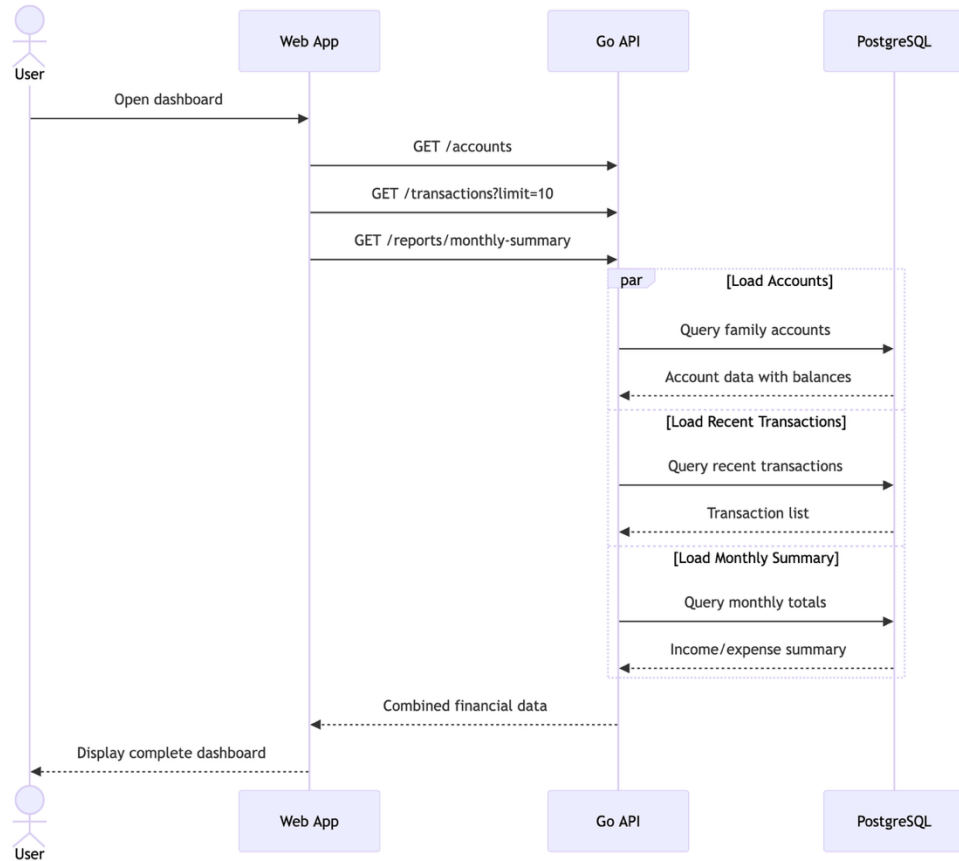 User
Web App
Go API
PostgreSQL
Open dashboard
GET /accounts
GET /transactions?limit=10
GET /reports/monthly-summary
par
[Load Accounts]
Query family accounts
Account data with balances
[Load Recent Transactions]
Query recent transactions
Transaction list
[Load Monthly Summary]
Query monthly totals
Income/expense summary
Combined financial data
Display complete dashboard
User
Web App
Go API
PostgreSQL